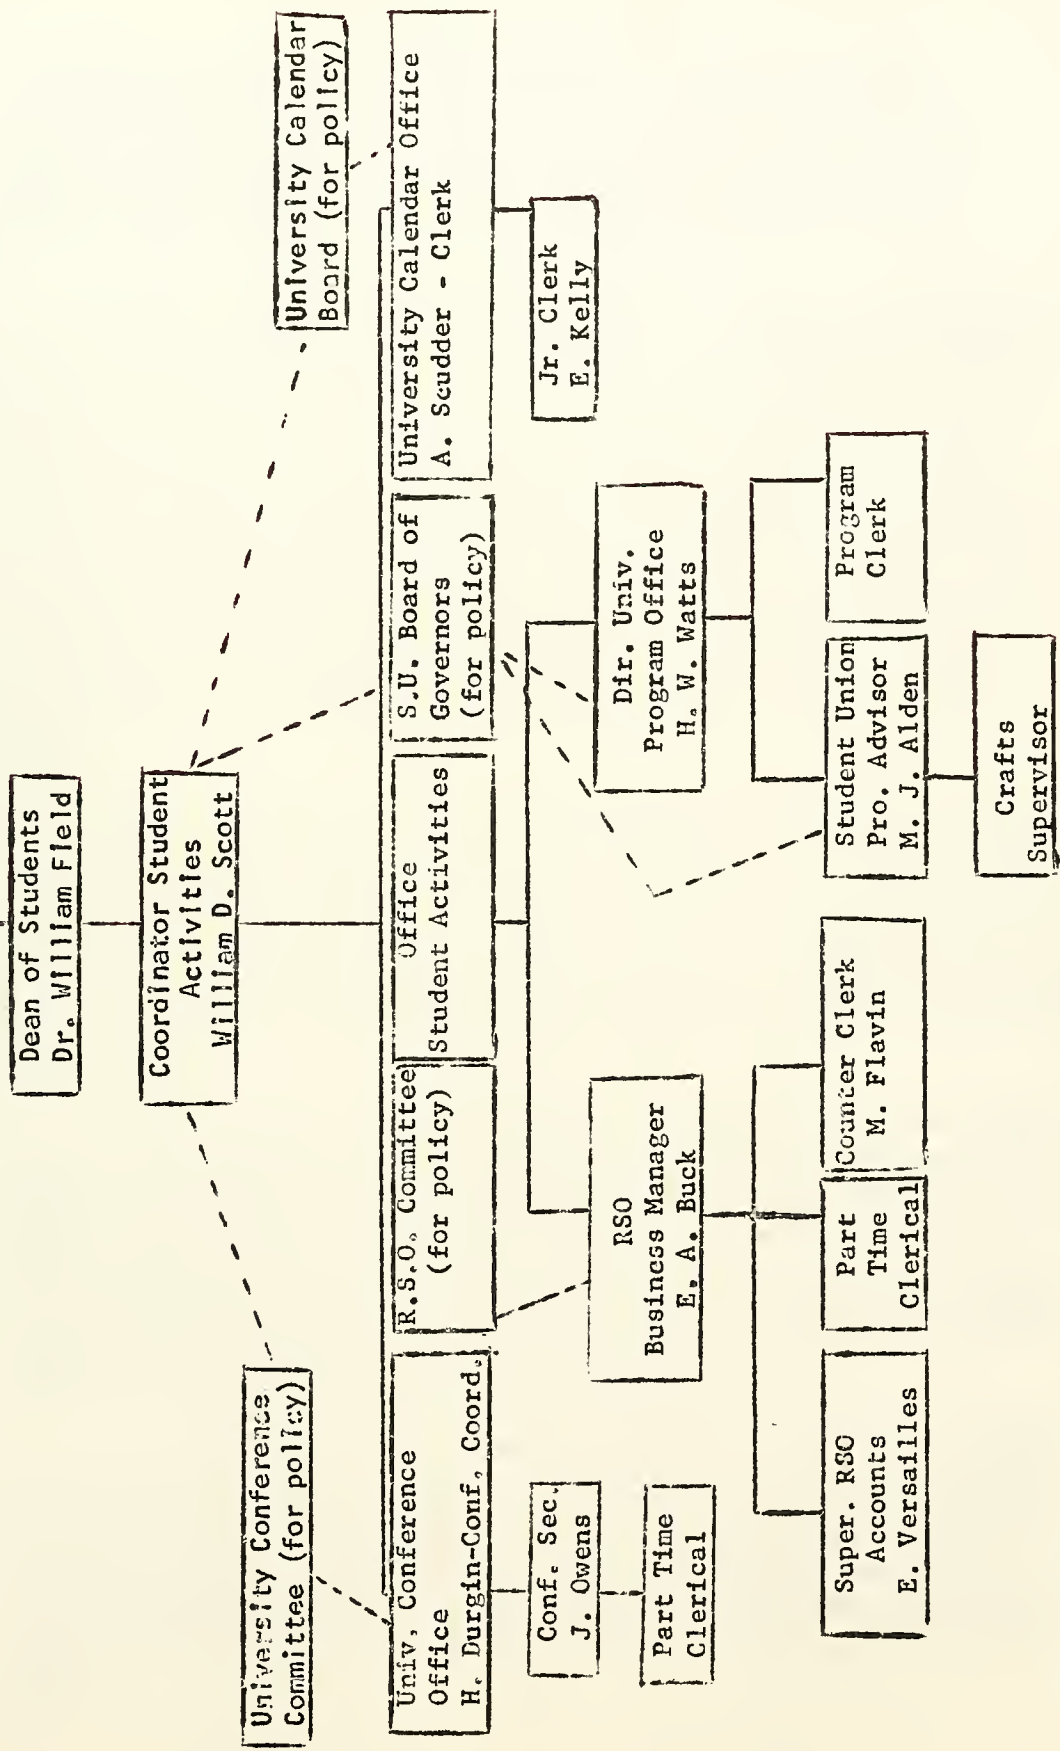 Dean of Students
Dr. William Field
Coordinator Student
Activities
William D. Scott
University Conference
Committee (for policy)
University Calendar
Board (for policy)
Univ, Conference
Office
H. Durgin-Conf. Coord.
R.S.O. Committee
(for policy)
Office
Student Activities
S.U. Board of
Governors
(for policy)
University Calendar Office
A. Scudder - Clerk
Conf. Sec.
J. Owens
Part Time
Clerical
RSO
Business Manager
E. A. Buck
Dir. Univ.
Program Office
H. W. Watts
Jr. Clerk
E. Kelly
Super. RSO
Accounts
E. Versailles
Part
Time
Clerical
Counter Clerk
M. Flavin
Student Union
Pro. Advisor
M. J. Alden
Program
Clerk
Crafts
Supervisor